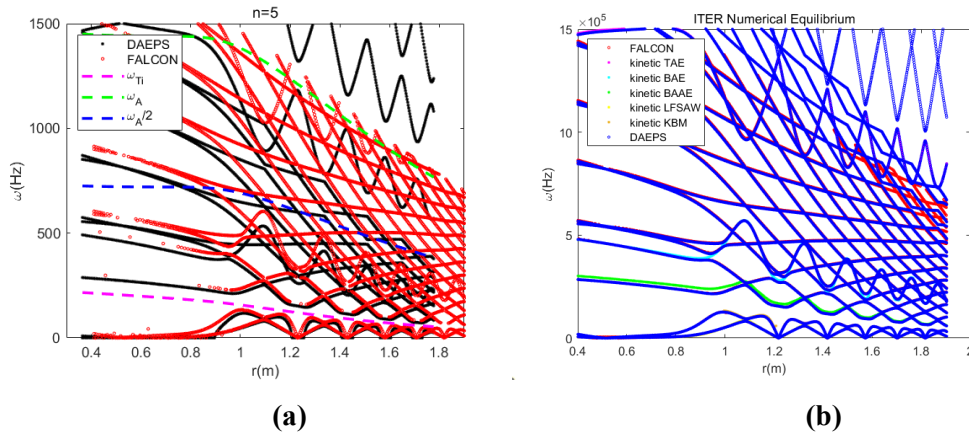 n=5
1500
1000
500
0
ω(Hz)
DAEPS
FALCON
ω_Ti
ω_A
ω_A/2
0.4 0.6 0.8 1 1.2 1.4 1.6 1.8
r(m)
(a)
ITER Numerical Equilibrium
×10^5
15
10
5
0
ω(Hz)
FALCON
kinetic TAE
kinetic BAE
kinetic BAAE
kinetic LFSAW
kinetic KBM
DAEPS
0.4 0.6 0.8 1 1.2 1.4 1.6 1.8 2
r(m)
(b)